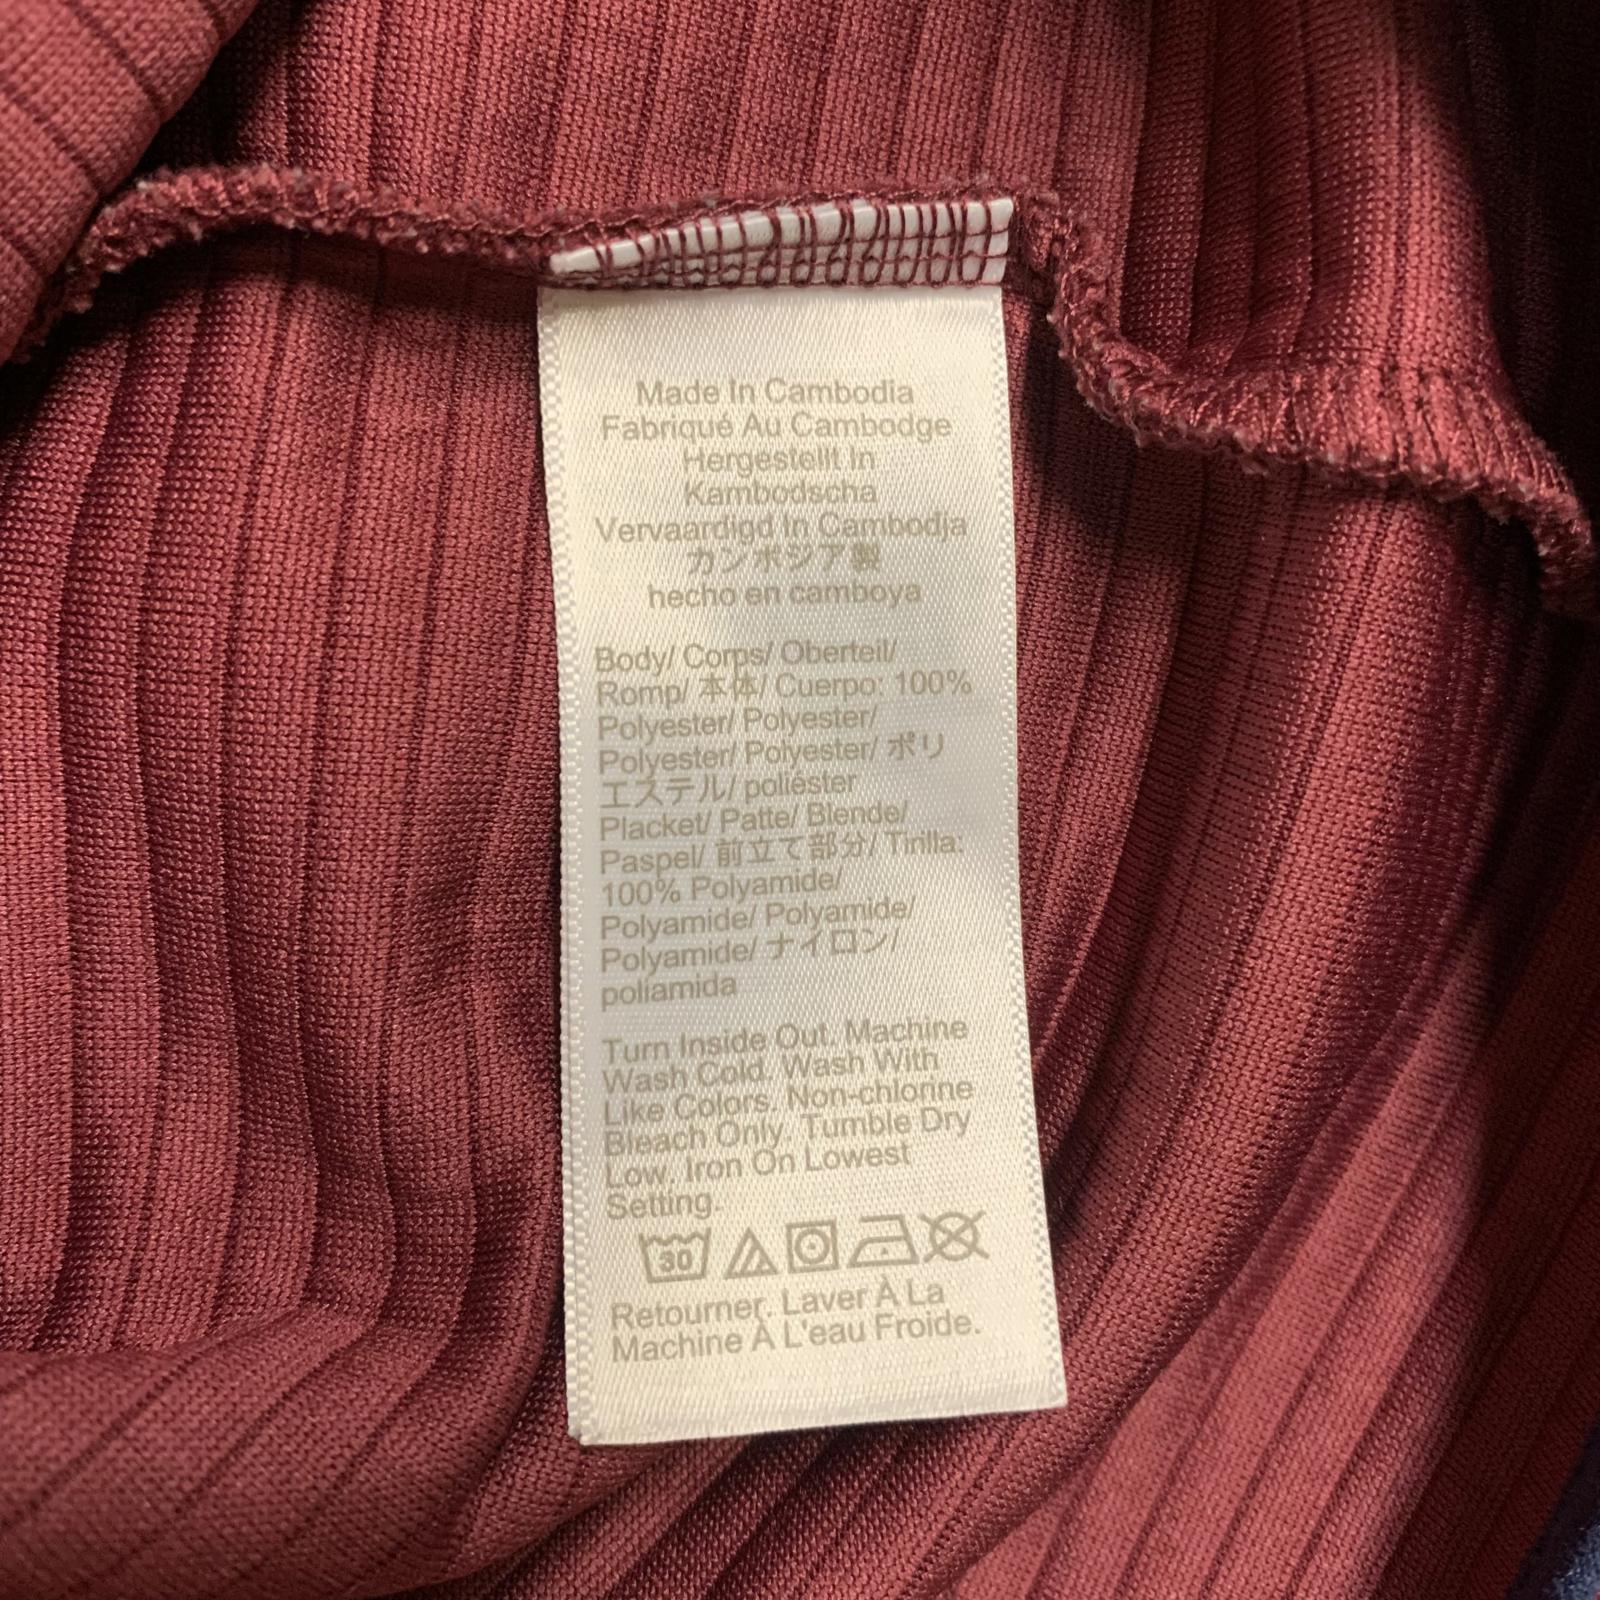 Made In Cambodia
Fabriqué Au Cambodge
Hergestellt In
Kambodscha
Vervaardigd In Cambodja
カンボジア製
hecho en camboya
Body/ Corps/ Oberteil/
Romp/ 本体/ Cuerpo: 100%
Polyester/ Polyester/
Polyester/ Polyester/ ポリ
エステル/ poliéster
Placket/ Patte/ Blende/
Paspel/ 前立て部分/ Tirilla:
100% Polyamide/
Polyamide/ Polyamide/
Polyamide/ ナイロン/
poliamida
Turn Inside Out. Machine
Wash Cold. Wash With
Like Colors. Non-chlorine
Bleach Only. Tumble Dry
Low. Iron On Lowest
Setting.
30
Retourner. Laver À La
Machine À L'eau Froide.